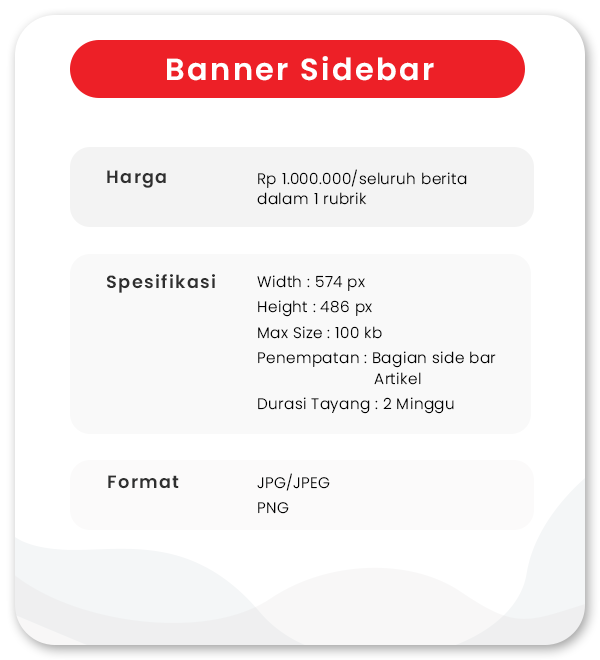 Banner Sidebar
Harga
Rp 1.000.000/seluruh berita
dalam 1 rubrik
Spesifikasi
Width : 574 px
Height : 486 px
Max Size : 100 kb
Penempatan : Bagian side bar
Artikel
Durasi Tayang : 2 Minggu
Format
JPG/JPEG
PNG